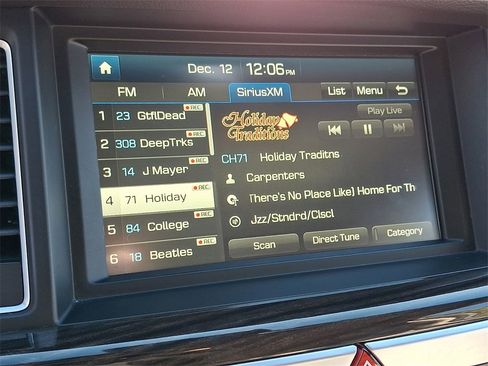 Dec. 12 12:06 PM
FM AM SiriusXM List Menu
1 23 GtflDead REC
2 308 DeepTrks REC
3 14 J Mayer REC
4 71 Holiday REC
5 84 College REC
6 18 Beatles REC
Holiday Traditions
Play Live
CH71 Holiday Traditns
Carpenters
There's No Place Like) Home For Th
Jzz/Stndrd/Clscl
Scan Direct Tune Category